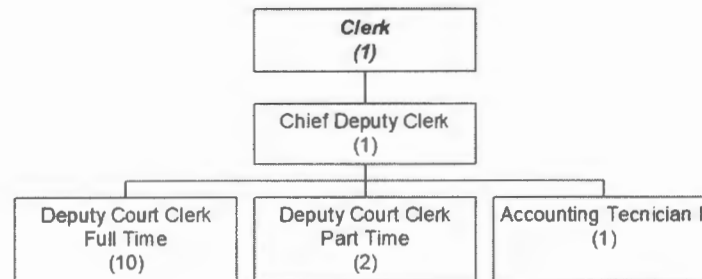 Clerk
(1)
Chief Deputy Clerk
(1)
Deputy Court Clerk
Full Time
(10)
Deputy Court Clerk
Part Time
(2)
Accounting Tecnician
(1)